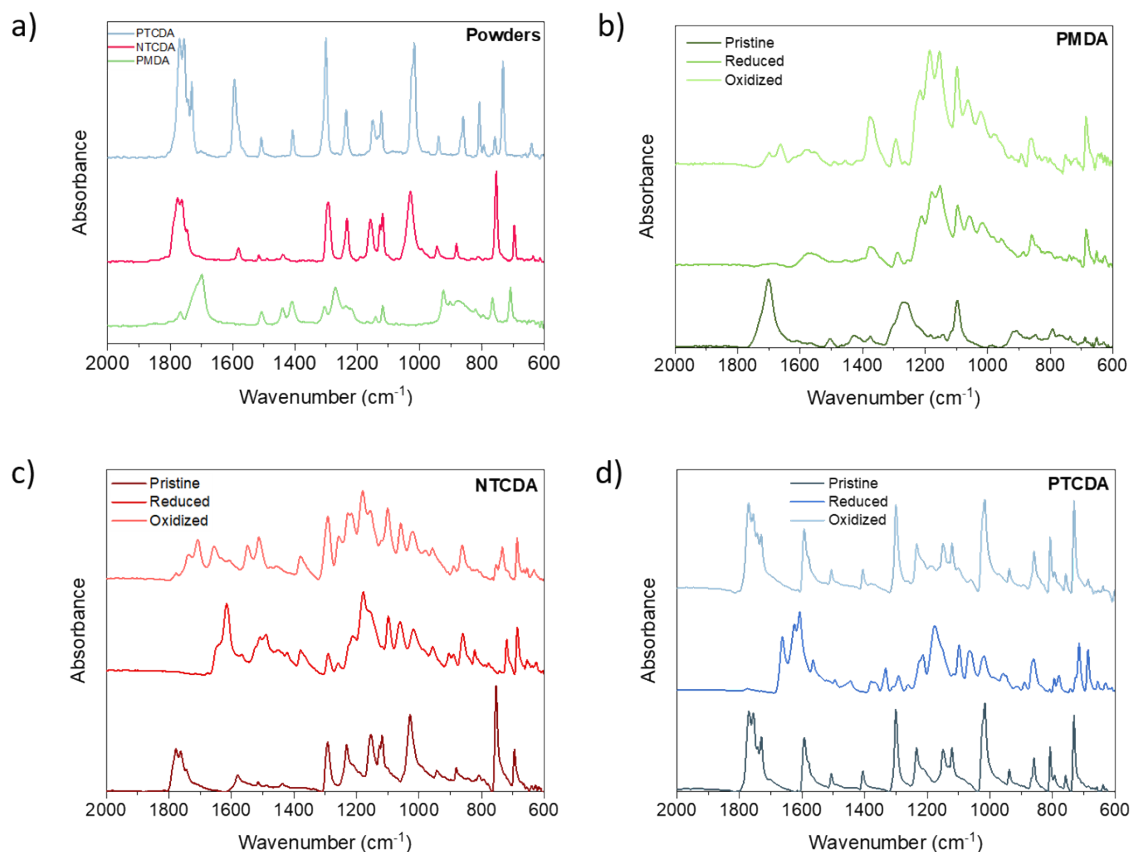 a)
Powders
PTCDA
NTCDA
PMDA
Absorbance
2000 1800 1600 1400 1200 1000 800 600
Wavenumber (cm⁻¹)
b)
PMDA
Pristine
Reduced
Oxidized
Absorbance
2000 1800 1600 1400 1200 1000 800 600
Wavenumber (cm⁻¹)
c)
NTCDA
Pristine
Reduced
Oxidized
Absorbance
2000 1800 1600 1400 1200 1000 800 600
Wavenumber (cm⁻¹)
d)
PTCDA
Pristine
Reduced
Oxidized
Absorbance
2000 1800 1600 1400 1200 1000 800 600
Wavenumber (cm⁻¹)